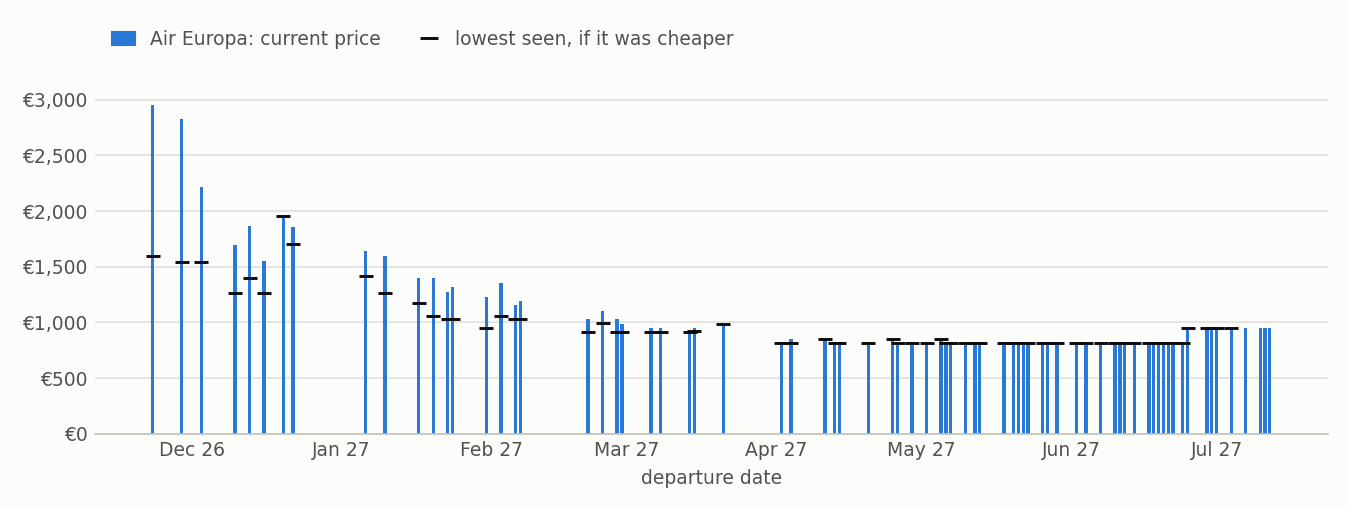 Air Europa: current price
lowest seen, if it was cheaper
€3,000
€2,500
€2,000
€1,500
€1,000
€500
€0
Dec 26
Jan 27
Feb 27
Mar 27
Apr 27
May 27
Jun 27
Jul 27
departure date